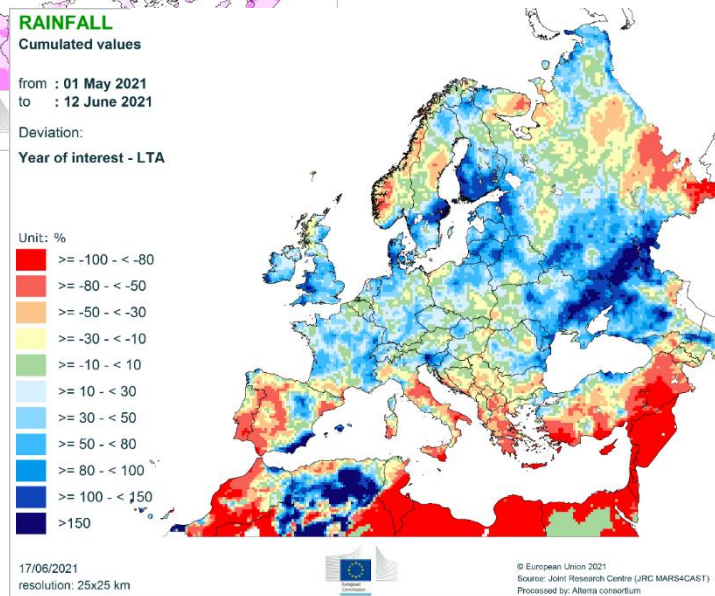 RAINFALL
Cumulated values
from : 01 May 2021
to : 12 June 2021
Deviation:
Year of interest - LTA
Unit: %
>= -100 - < -80
>= -80 - < -50
>= -50 - < -30
>= -30 - < -10
>= -10 - < 10
>= 10 - < 30
>= 30 - < 50
>= 50 - < 80
>= 80 - < 100
>= 100 - < 150
>150
17/06/2021
resolution: 25x25 km
European
Commission
© European Union 2021
Source: Joint Research Centre (JRC MARS4CAST)
Processed by: Alterra consortium